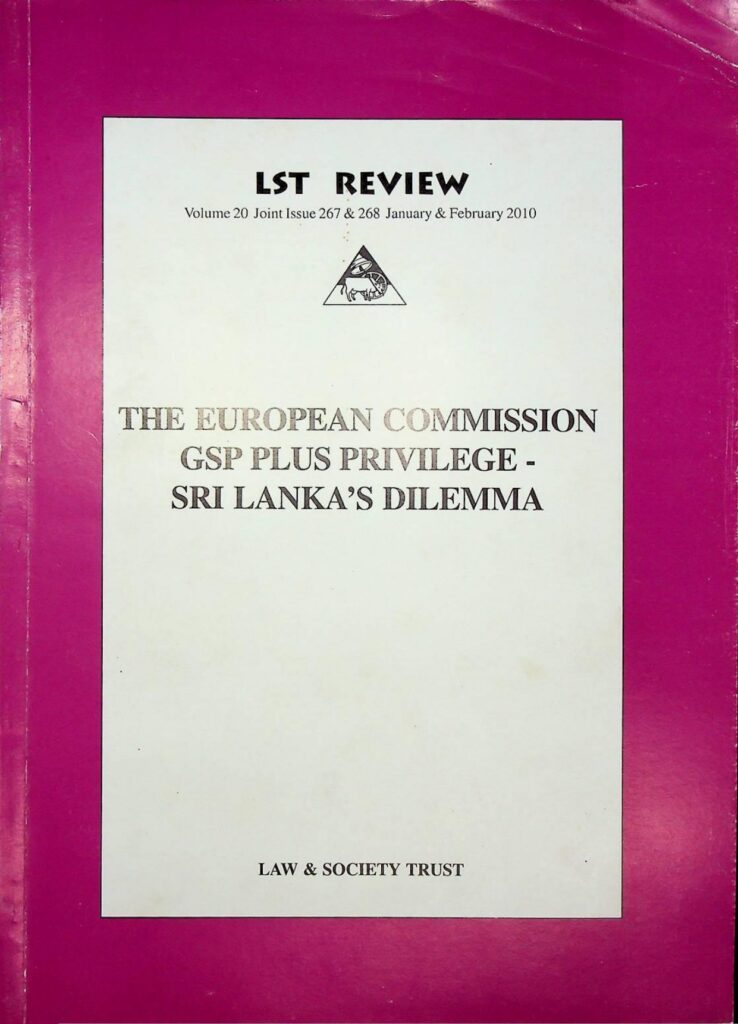 LST REVIEW
Volume 20 Joint Issue 267 & 268 January & February 2010
THE EUROPEAN COMMISSION
GSP PLUS PRIVILEGE -
SRI LANKA'S DILEMMA
LAW & SOCIETY TRUST